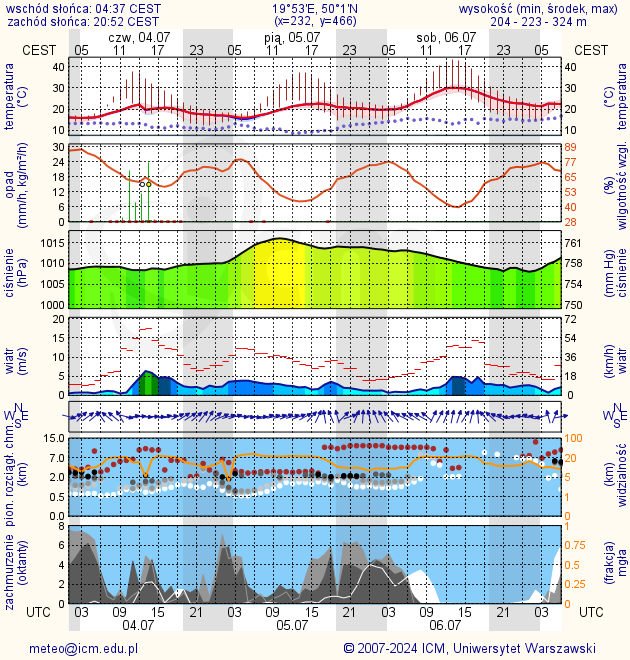 wschód słońca: 04:37 CEST 19°53'E, 50°1'N wysokość (min, środek, max)
zachód słońca: 20:52 CEST (x=232, y=466) 204 - 223 - 324 m
czw, 04.07 pią, 05.07 sob, 06.07
CEST 05 11 17 23 05 11 17 23 05 11 17 23 05 CEST
temperatura (°C)
40 40
30 30
20 20
10 10
temperatura (°C)
opad (mm/h, kg/m²/h)
30 89
24 77
18 65
12 53
6 40
0 28
(%) wilgotność wzgl.
ciśnienie (hPa)
1015 761
1010 758
1005 754
1000 750
(mm Hg) ciśnienie
wiatr (m/s)
20 72
15 54
10 36
5 18
0 0
(km/h) wiatr
N N
W E W E
S S
pion. rozciągł. chm. (km)
15.0 100
7.0 20
2.0 5
0.5 1
0.0 0
(km) widzialność
zachmurzenie (oktanty)
8 1
6 0.75
4 0.5
2 0.25
0 0
(frakcja) mgła
UTC 03 09 15 21 03 09 15 21 03 09 15 21 03 UTC
04.07 05.07 06.07
meteo@icm.edu.pl © 2007-2024 ICM, Uniwersytet Warszawski